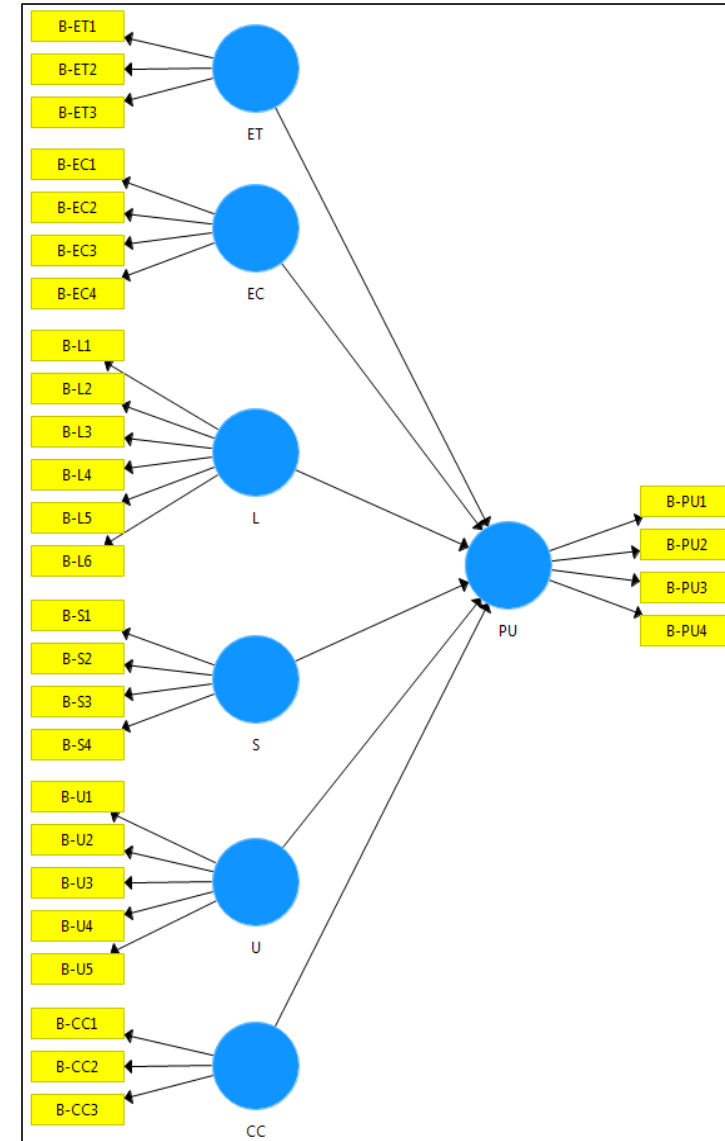 B-ET1
B-ET2
B-ET3
ET
B-EC1
B-EC2
B-EC3
B-EC4
EC
B-L1
B-L2
B-L3
B-L4
B-L5
B-L6
L
B-PU1
B-PU2
B-PU3
B-PU4
PU
B-S1
B-S2
B-S3
B-S4
S
B-U1
B-U2
B-U3
B-U4
B-U5
U
B-CC1
B-CC2
B-CC3
CC